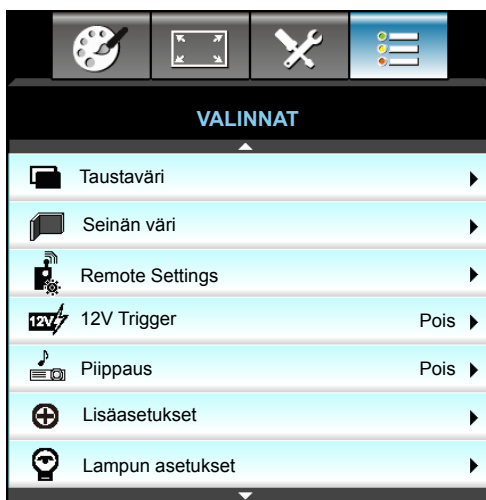 VALINNAT
Taustaväri
Seinän väri
Remote Settings
12V 12V Trigger Pois
Piippaus Pois
Lisäasetukset
Lampun asetukset